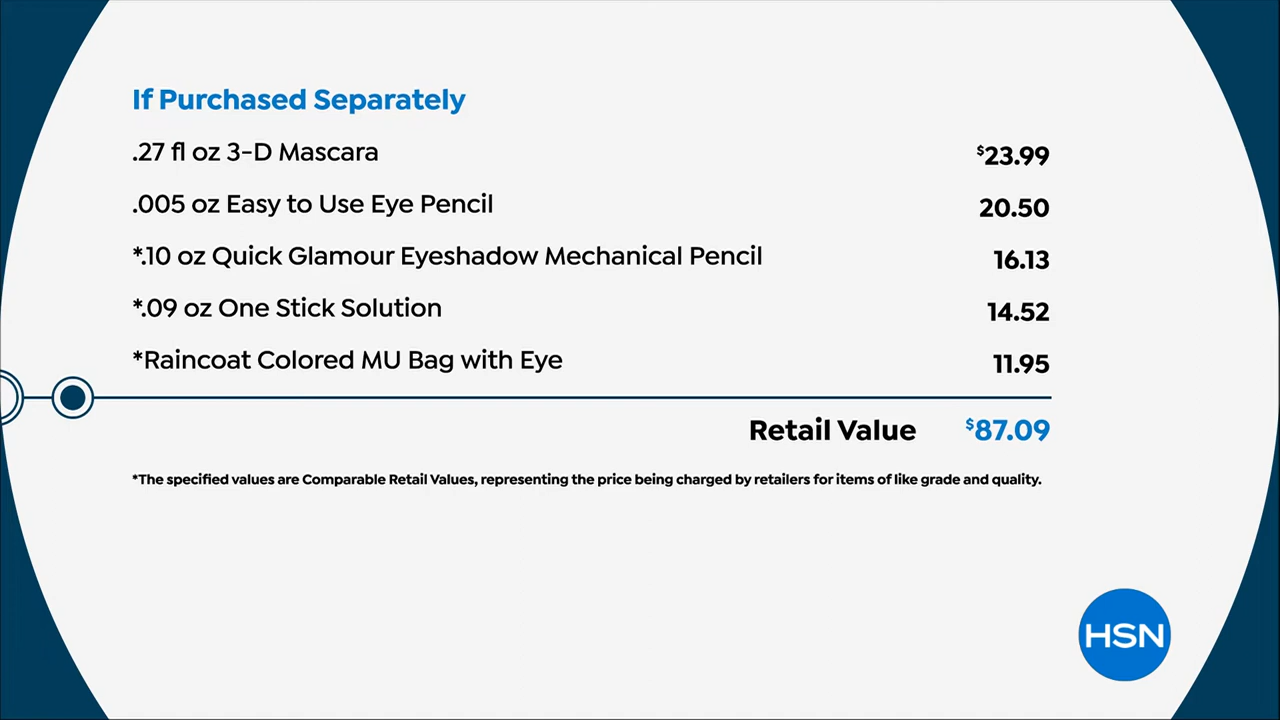 If Purchased Separately
.27 fl oz 3-D Mascara $23.99
.005 oz Easy to Use Eye Pencil 20.50
*.10 oz Quick Glamour Eyeshadow Mechanical Pencil 16.13
*.09 oz One Stick Solution 14.52
*Raincoat Colored MU Bag with Eye 11.95
Retail Value $87.09
*The specified values are Comparable Retail Values, representing the price being charged by retailers for items of like grade and quality.
HSN